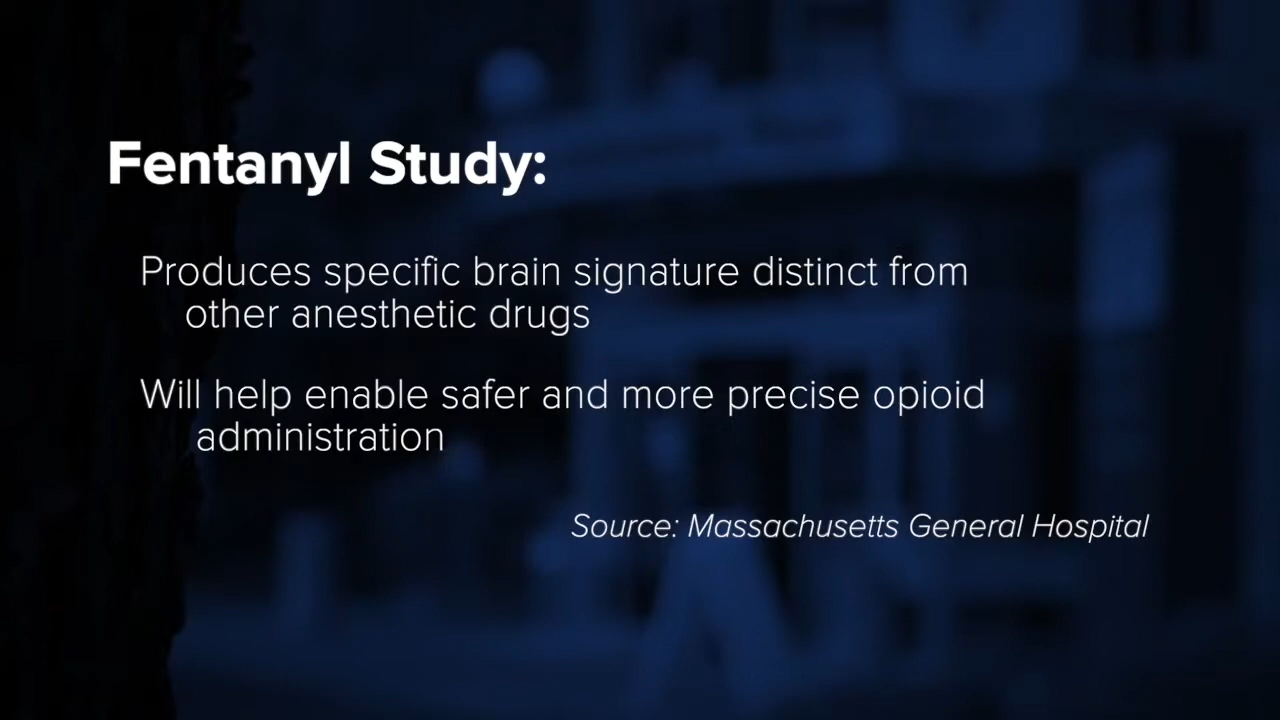 Fentanyl Study:
Produces specific brain signature distinct from
other anesthetic drugs
Will help enable safer and more precise opioid
administration
Source: Massachusetts General Hospital